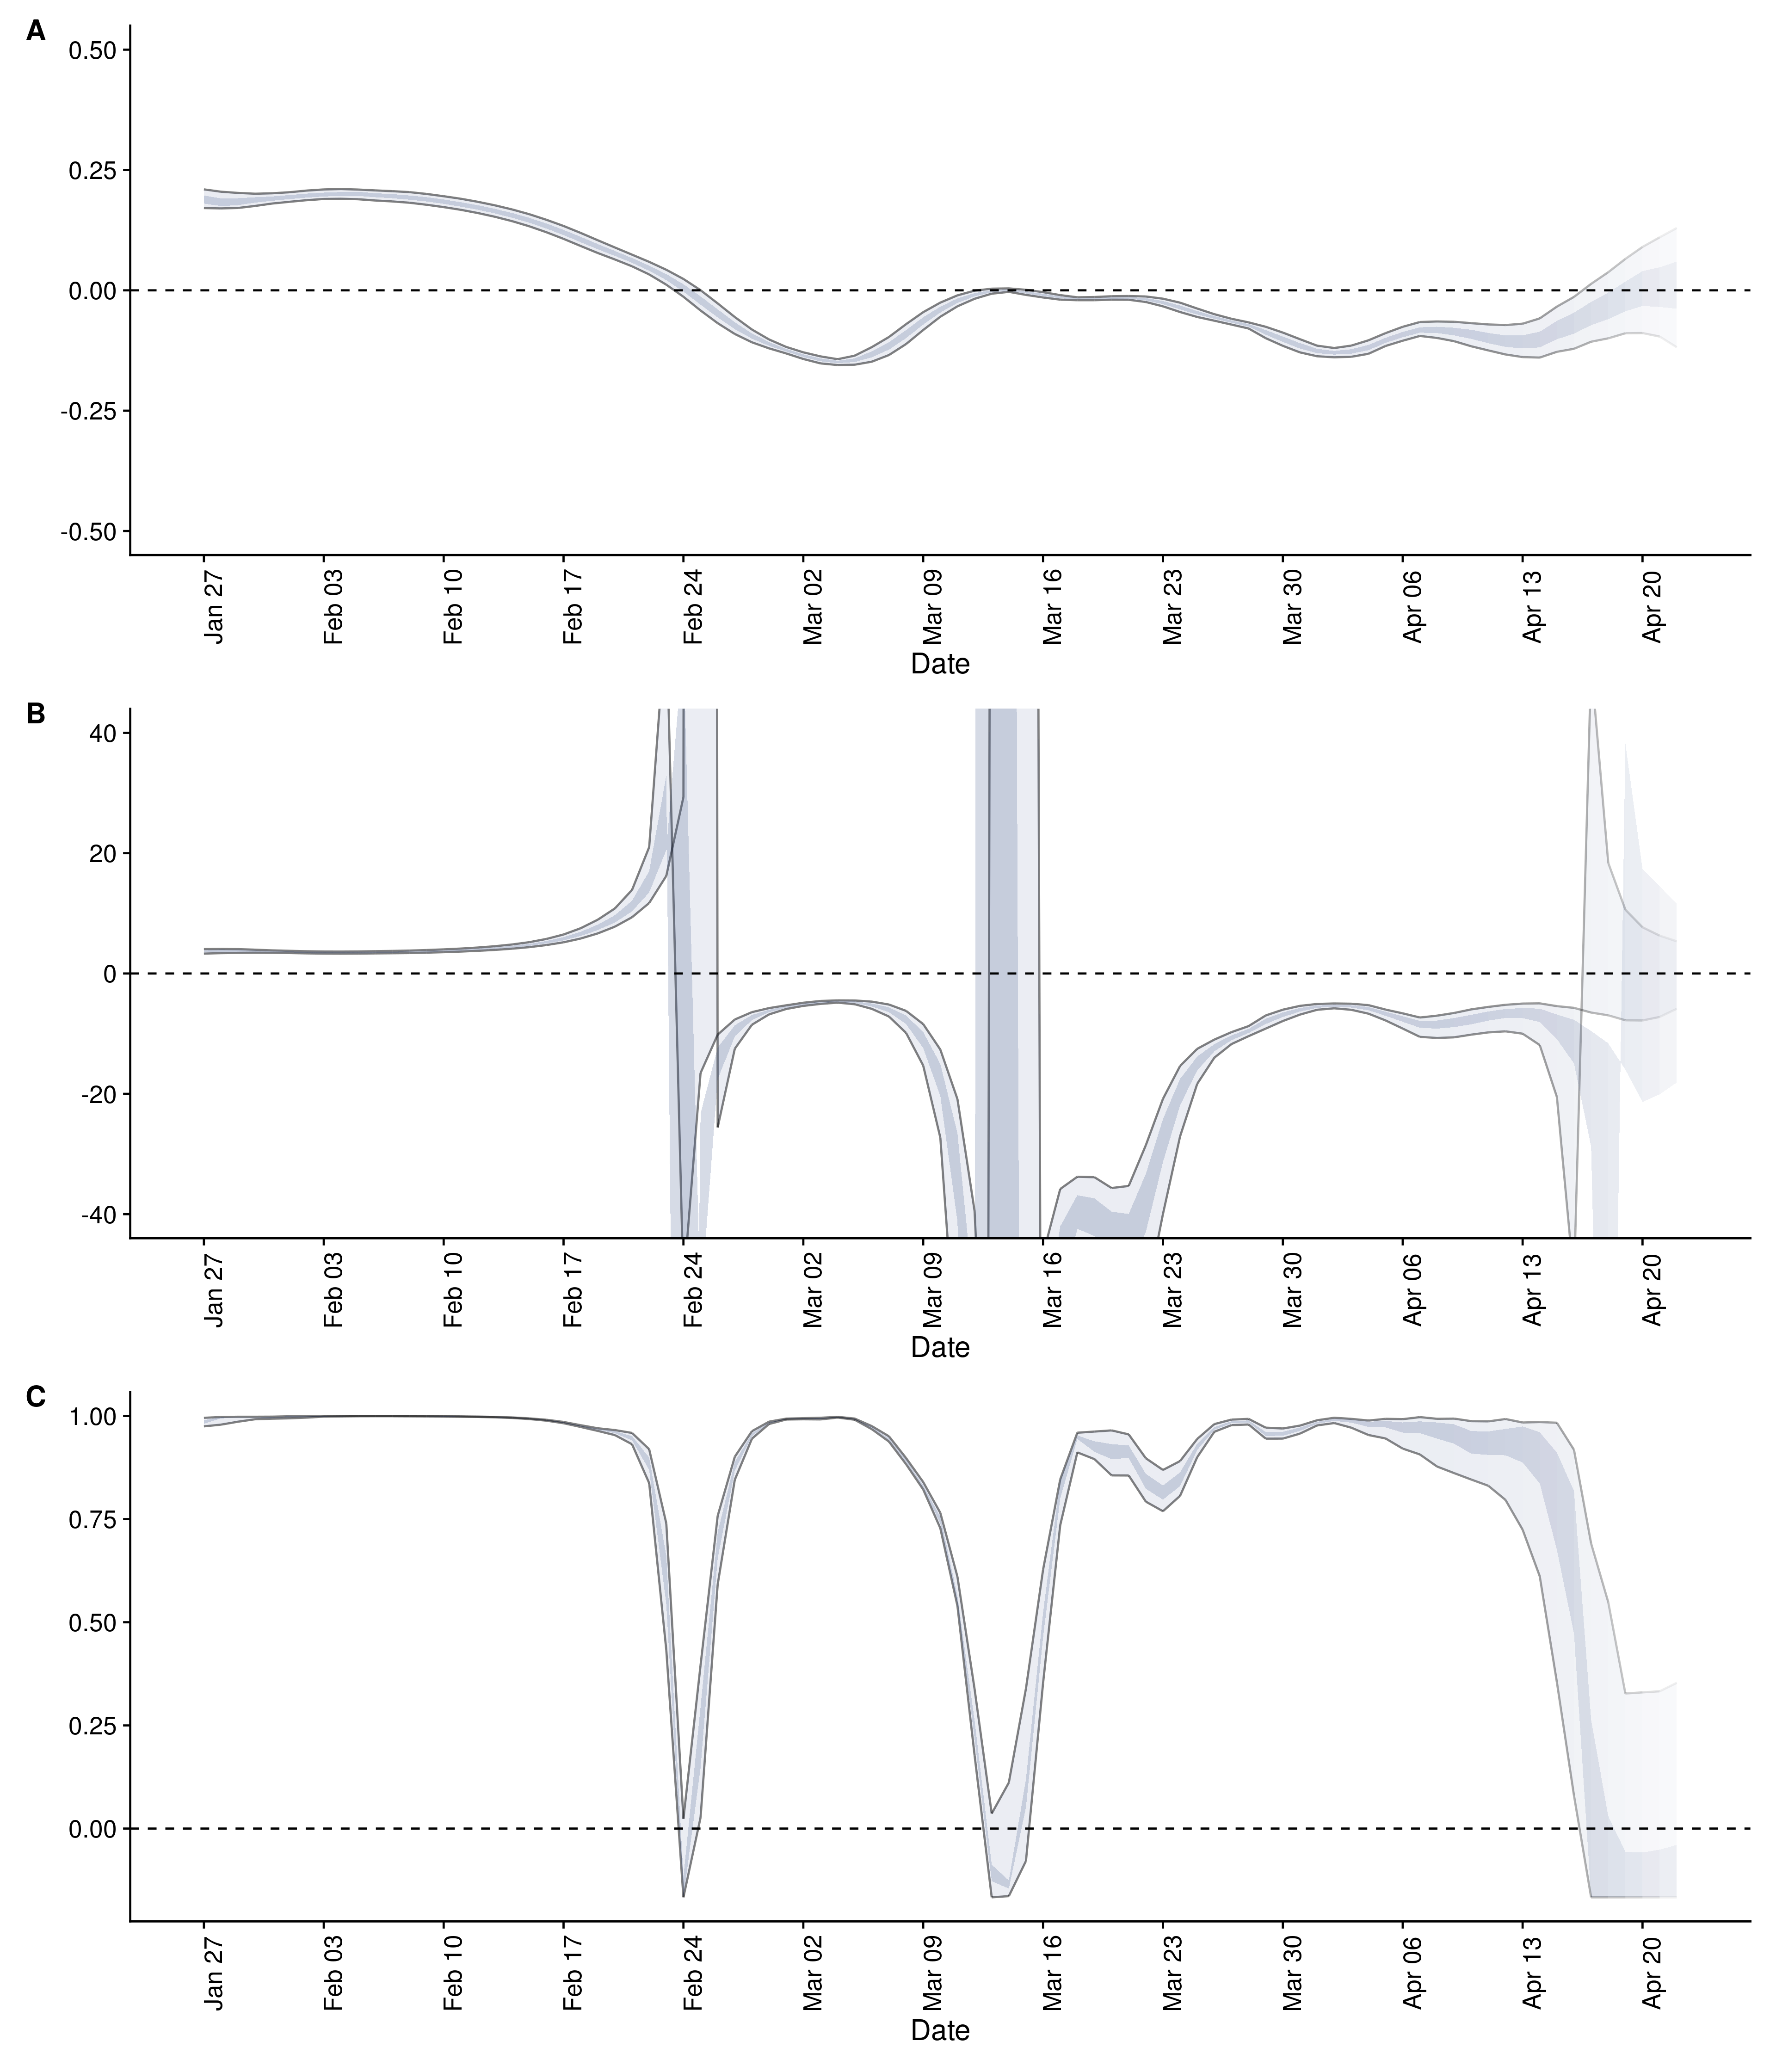 A
0.50
0.25
0.00
-0.25
-0.50
Jan 27
Feb 03
Feb 10
Feb 17
Feb 24
Mar 02
Mar 09
Mar 16
Mar 23
Mar 30
Apr 06
Apr 13
Apr 20
Date
B
40
20
0
-20
-40
Jan 27
Feb 03
Feb 10
Feb 17
Feb 24
Mar 02
Mar 09
Mar 16
Mar 23
Mar 30
Apr 06
Apr 13
Apr 20
Date
C
1.00
0.75
0.50
0.25
0.00
Jan 27
Feb 03
Feb 10
Feb 17
Feb 24
Mar 02
Mar 09
Mar 16
Mar 23
Mar 30
Apr 06
Apr 13
Apr 20
Date